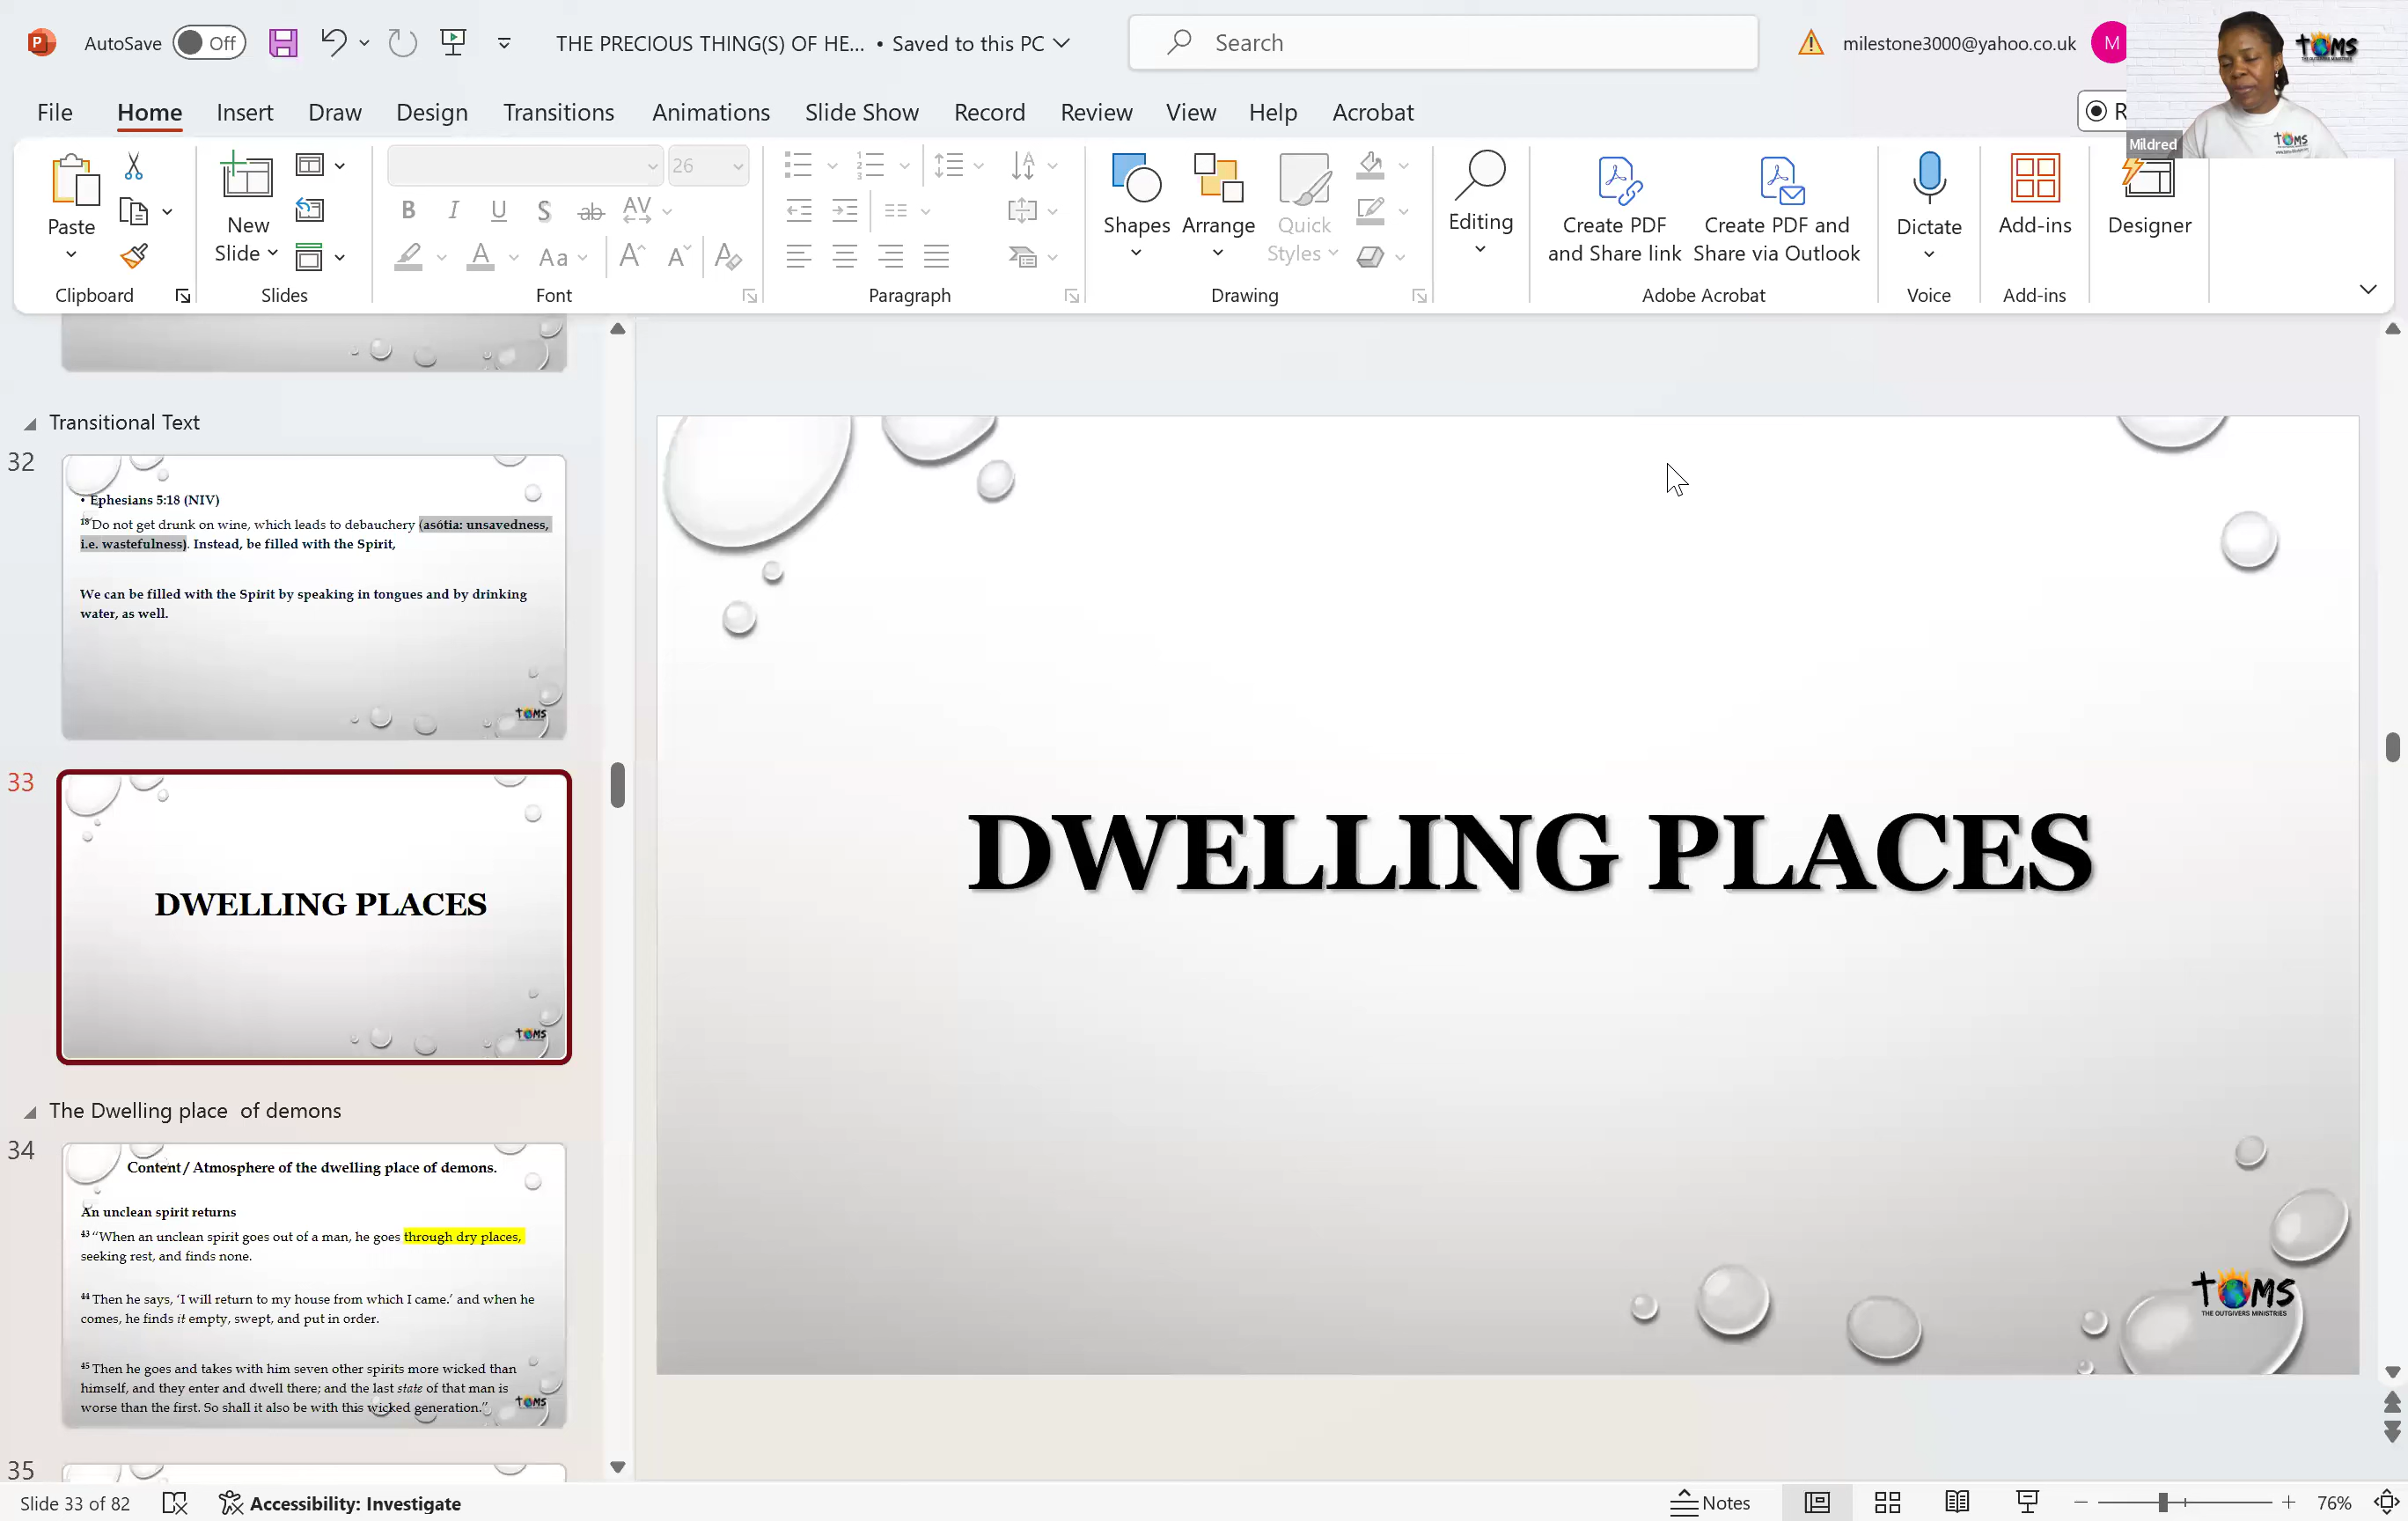 AutoSave Off THE PRECIOUS THING(S) OF HE... • Saved to this PC Search milestone3000@yahoo.co.uk M
TOMS
File Home Insert Draw Design Transitions Animations Slide Show Record Review View Help Acrobat R
TOMS
Mildred
Paste
New
Slide
26
B I U S ab AV
A Aa A A A
Shapes Arrange Quick
Styles
Editing
Create PDF
and Share link
Create PDF and
Share via Outlook
Dictate
Add-ins
Designer
Clipboard Slides Font Paragraph Drawing Adobe Acrobat Voice Add-ins
Transitional Text
32
• Ephesians 5:18 (NIV)
18 Do not get drunk on wine, which leads to debauchery (asótia: unsavedness,
i.e. wastefulness). Instead, be filled with the Spirit,
We can be filled with the Spirit by speaking in tongues and by drinking
water, as well.
TOMS
33
DWELLING PLACES
TOMS
The Dwelling place  of demons
34
Content / Atmosphere of the dwelling place of demons.
An unclean spirit returns
43 “When an unclean spirit goes out of a man, he goes through dry places,
seeking rest, and finds none.
44 Then he says, ‘I will return to my house from which I came.’ and when he
comes, he finds it empty, swept, and put in order.
45 Then he goes and takes with him seven other spirits more wicked than
himself, and they enter and dwell there; and the last state of that man is
worse than the first. So shall it also be with this wicked generation.”
TOMS
35
DWELLING PLACES
TOMS
THE OUTGIVERS MINISTRIES
Slide 33 of 82 Accessibility: Investigate Notes 76%